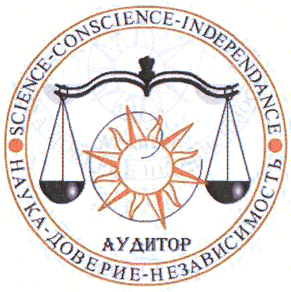 SCIENCE-CONSCIENCE-INDEPENDANCE
АУДИТОР
НАУКА-ДОВЕРИЕ-НЕЗАВИСИМОСТЬ